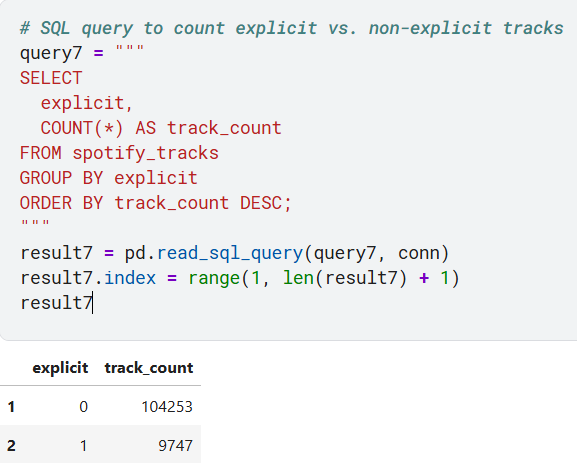 # SQL query to count explicit vs. non-explicit tracks
query7 = """
SELECT
  explicit,
  COUNT(*) AS track_count
FROM spotify_tracks
GROUP BY explicit
ORDER BY track_count DESC;
"""
result7 = pd.read_sql_query(query7, conn)
result7.index = range(1, len(result7) + 1)
result7
explicit track_count
1 0 104253
2 1 9747